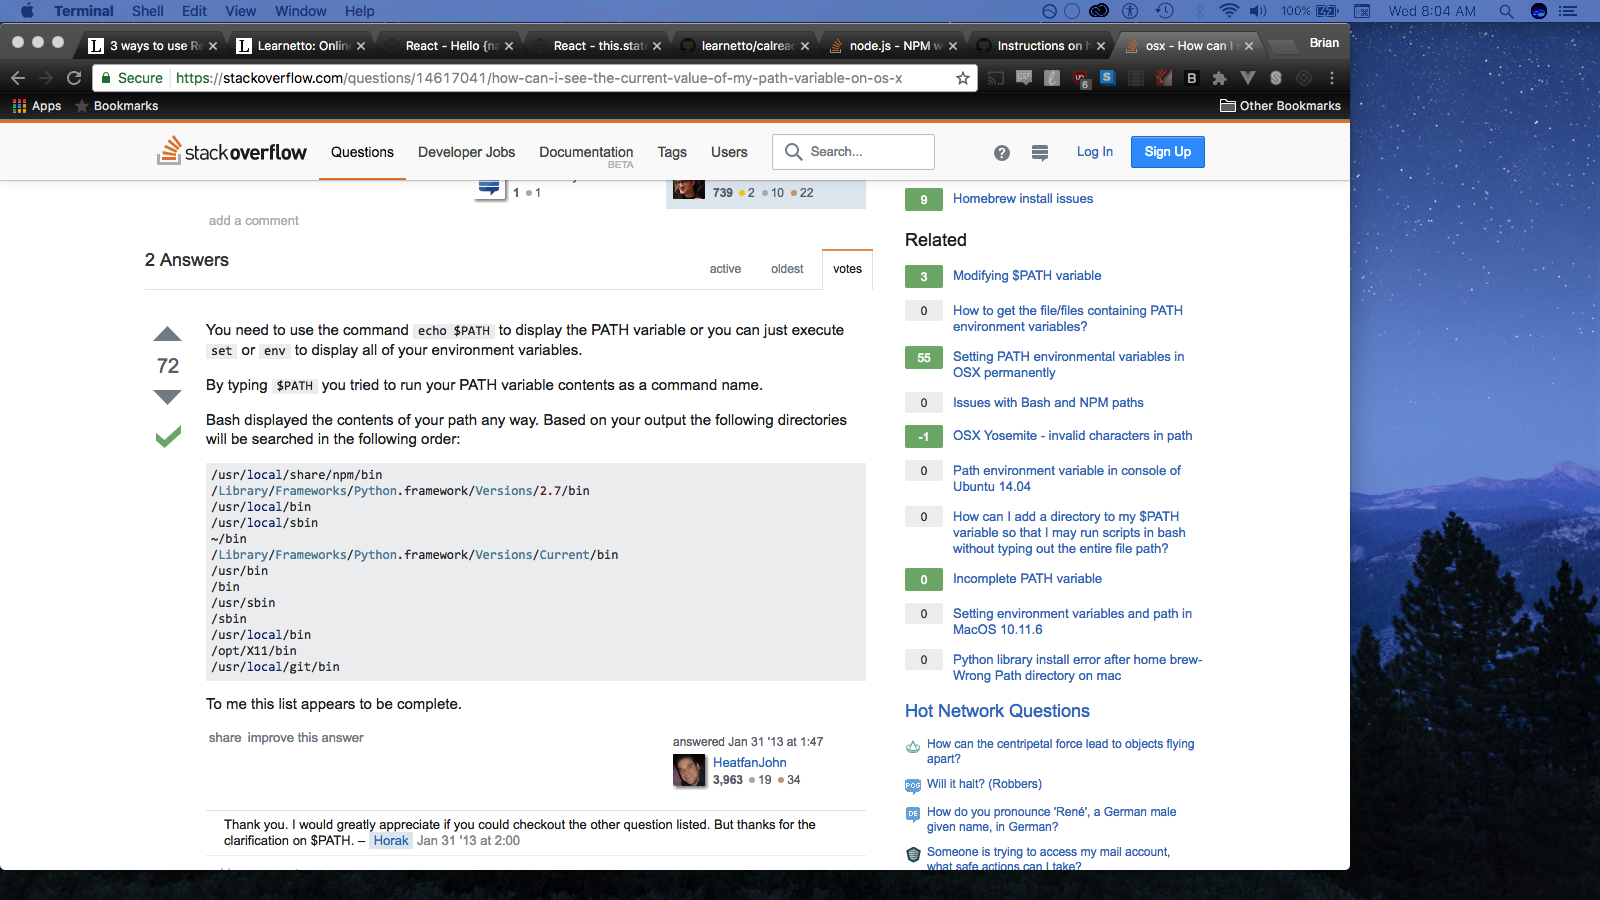 Terminal Shell Edit View Window Help 100% Wed 8:04 AM
3 ways to use Re Learnetto: Onlin React - Hello {na React - this.stat learnetto/calreac node.js - NPM w Instructions on h osx - How can I s Brian
Secure https://stackoverflow.com/questions/14617041/how-can-i-see-the-current-value-of-my-path-variable-on-os-x
Apps Bookmarks Other Bookmarks
stackoverflow Questions Developer Jobs Documentation Tags Users Search... Log In Sign Up
BETA
1 1
739 2 10 22
add a comment
2 Answers
active oldest votes
72
You need to use the command echo $PATH to display the PATH variable or you can just execute
set or env to display all of your environment variables.
By typing $PATH you tried to run your PATH variable contents as a command name.
Bash displayed the contents of your path any way. Based on your output the following directories
will be searched in the following order:
/usr/local/share/npm/bin
/Library/Frameworks/Python.framework/Versions/2.7/bin
/usr/local/bin
/usr/local/sbin
~/bin
/Library/Frameworks/Python.framework/Versions/Current/bin
/usr/bin
/bin
/usr/sbin
/sbin
/usr/local/bin
/opt/X11/bin
/usr/local/git/bin
To me this list appears to be complete.
share improve this answer
answered Jan 31 '13 at 1:47
HeatfanJohn
3,963 19 34
Thank you. I would greatly appreciate if you could checkout the other question listed. But thanks for the
clarification on $PATH. – Horak Jan 31 '13 at 2:00
9 Homebrew install issues
Related
3 Modifying $PATH variable
0 How to get the file/files containing PATH
environment variables?
55 Setting PATH environmental variables in
OSX permanently
0 Issues with Bash and NPM paths
-1 OSX Yosemite - invalid characters in path
0 Path environment variable in console of
Ubuntu 14.04
0 How can I add a directory to my $PATH
variable so that I may run scripts in bash
without typing out the entire file path?
0 Incomplete PATH variable
0 Setting environment variables and path in
MacOS 10.11.6
0 Python library install error after home brew-
Wrong Path directory on mac
Hot Network Questions
How can the centripetal force lead to objects flying
apart?
Will it halt? (Robbers)
How do you pronounce 'René', a German male
given name, in German?
Someone is trying to access my mail account,
what safe actions can I take?